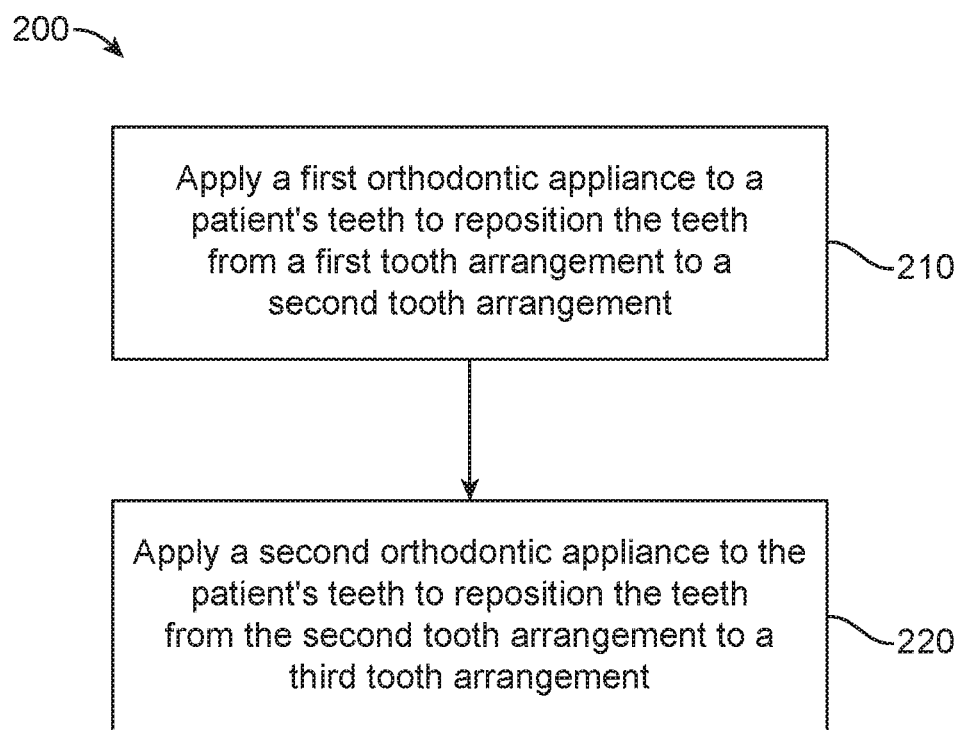 200
Apply a first orthodontic appliance to a
patient's teeth to reposition the teeth
from a first tooth arrangement to a
second tooth arrangement
210
Apply a second orthodontic appliance to the
patient's teeth to reposition the teeth
from the second tooth arrangement to a
third tooth arrangement
220